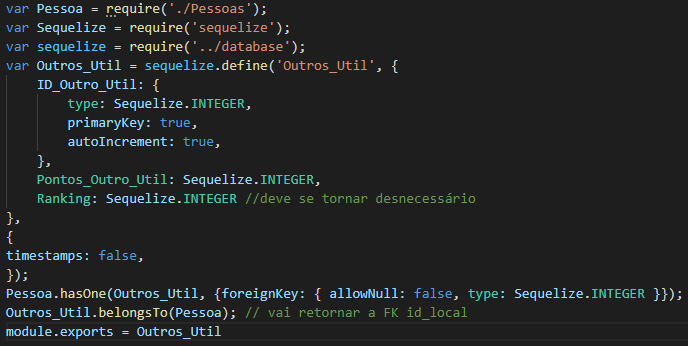 var Pessoa = require('./Pessoas');
var Sequelize = require('sequelize');
var sequelize = require('../database');
var Outros_Util = sequelize.define('Outros_Util', {
    ID_Outro_Util: {
        type: Sequelize.INTEGER,
        primaryKey: true,
        autoIncrement: true,
    },
    Pontos_Outro_Util: Sequelize.INTEGER,
    Ranking: Sequelize.INTEGER //deve se tornar desnecessário
},
{
timestamps: false,
});
Pessoa.hasOne(Outros_Util, {foreignKey: { allowNull: false, type: Sequelize.INTEGER }});
Outros_Util.belongsTo(Pessoa); // vai retornar a FK id_local
module.exports = Outros_Util